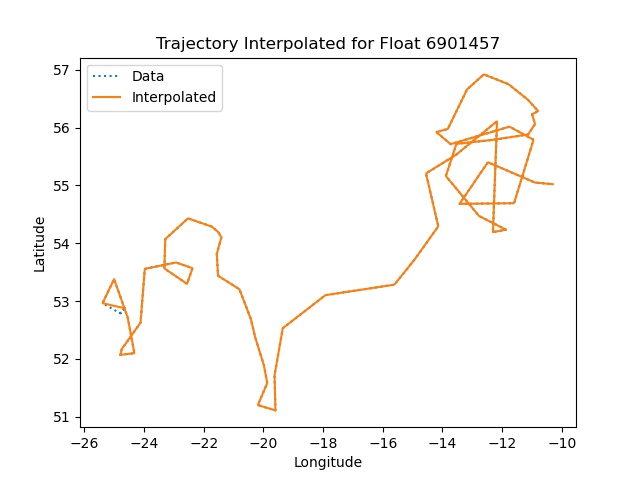 Trajectory Interpolated for Float 6901457
Data
Interpolated
57
56
55
54
53
52
51
Latitude
−26 −24 −22 −20 −18 −16 −14 −12 −10
Longitude